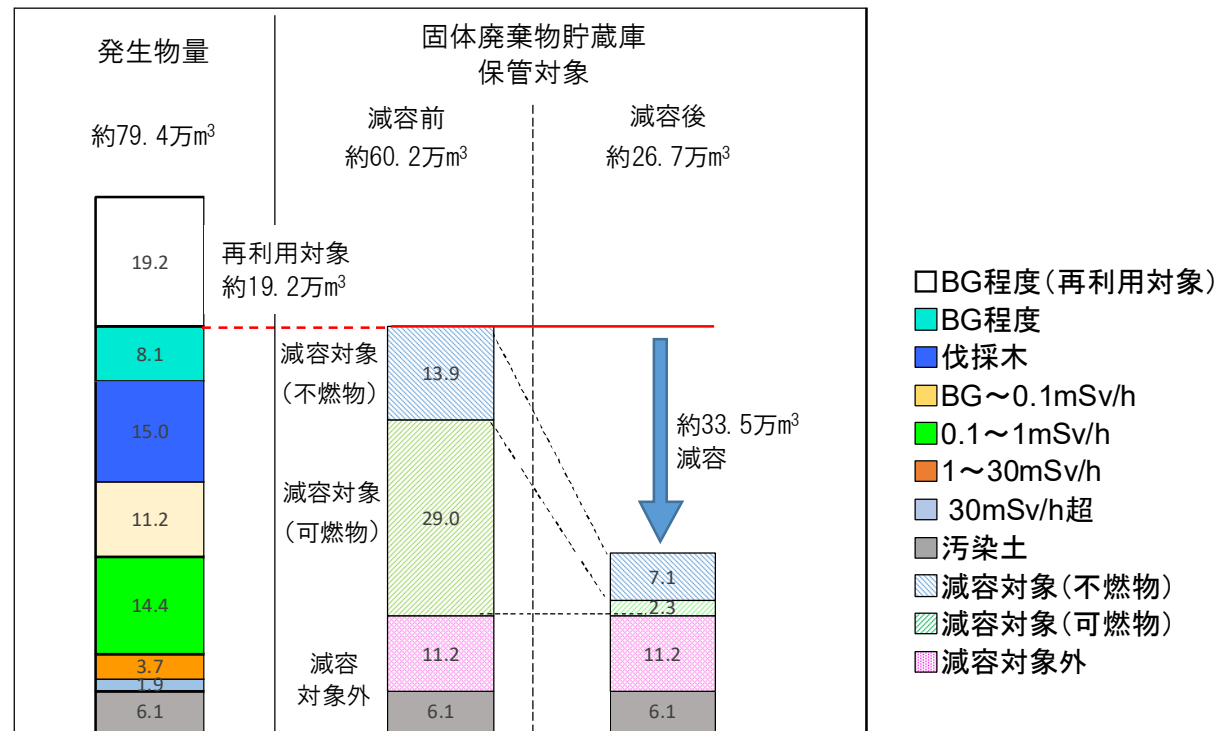 発生物量
約79.4万m³
固体廃棄物貯蔵庫
保管対象
減容前
約60.2万m³
減容後
約26.7万m³
19.2
8.1
15.0
11.2
14.4
3.7
1.9
6.1
再利用対象
約19.2万m³
減容対象
(不燃物)
減容対象
(可燃物)
減容
対象外
13.9
29.0
11.2
6.1
約33.5万m³
減容
7.1
2.3
11.2
6.1
BG程度(再利用対象)
BG程度
伐採木
BG~0.1mSv/h
0.1~1mSv/h
1~30mSv/h
30mSv/h超
汚染土
減容対象(不燃物)
減容対象(可燃物)
減容対象外